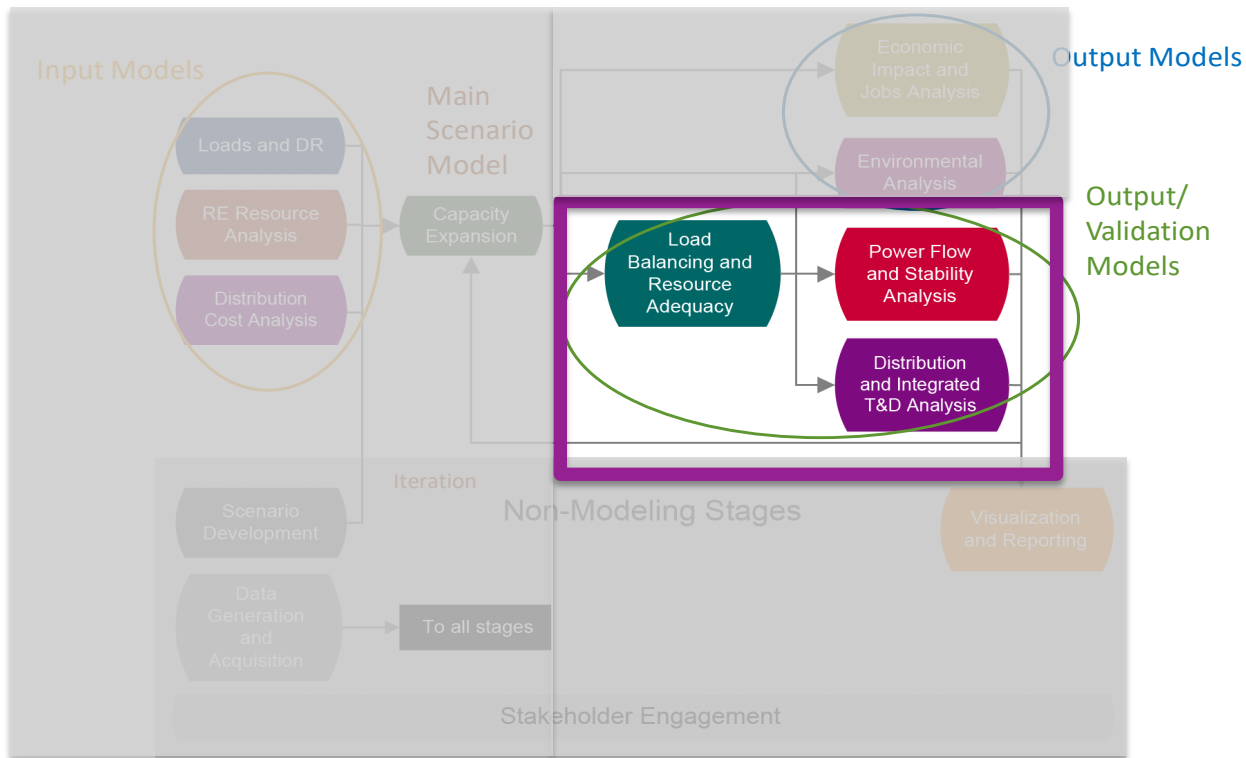 Input Models
Loads and DR
RE Resource
Analysis
Distribution
Cost Analysis
Main
Scenario
Model
Capacity
Expansion
Economic
Impact and
Jobs Analysis
Output Models
Environmental
Analysis
Output/
Validation
Models
Load
Balancing and
Resource
Adequacy
Power Flow
and Stability
Analysis
Distribution
and Integrated
T&D Analysis
Iteration
Non-Modeling Stages
Scenario
Development
Visualization
and Reporting
Data
Generation
and
Acquisition
To all stages
Stakeholder Engagement